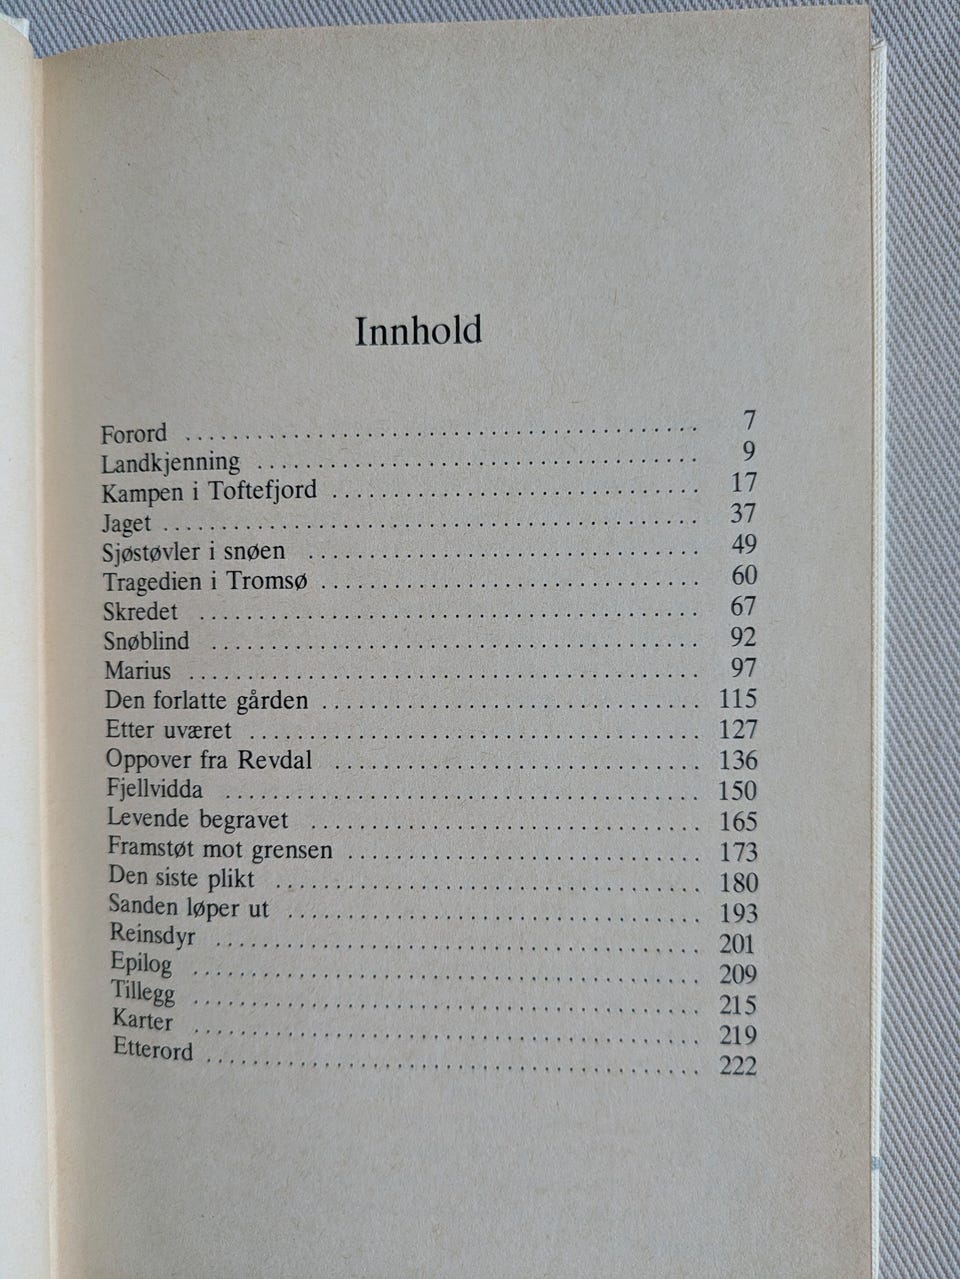 Innhold
Forord ........................................ 7
Landkjenning ........................................ 9
Kampen i Toftefjord ........................................ 17
Jaget ........................................ 37
Sjøstøvler i snøen ........................................ 49
Tragedien i Tromsø ........................................ 60
Skredet ........................................ 67
Snøblind ........................................ 92
Marius ........................................ 97
Den forlatte gården ........................................ 115
Etter uværet ........................................ 127
Oppover fra Revdal ........................................ 136
Fjellvidda ........................................ 150
Levende begravet ........................................ 165
Framstøt mot grensen ........................................ 173
Den siste plikt ........................................ 180
Sanden løper ut ........................................ 193
Reinsdyr ........................................ 201
Epilog ........................................ 209
Tillegg ........................................ 215
Karter ........................................ 219
Etterord ........................................ 222